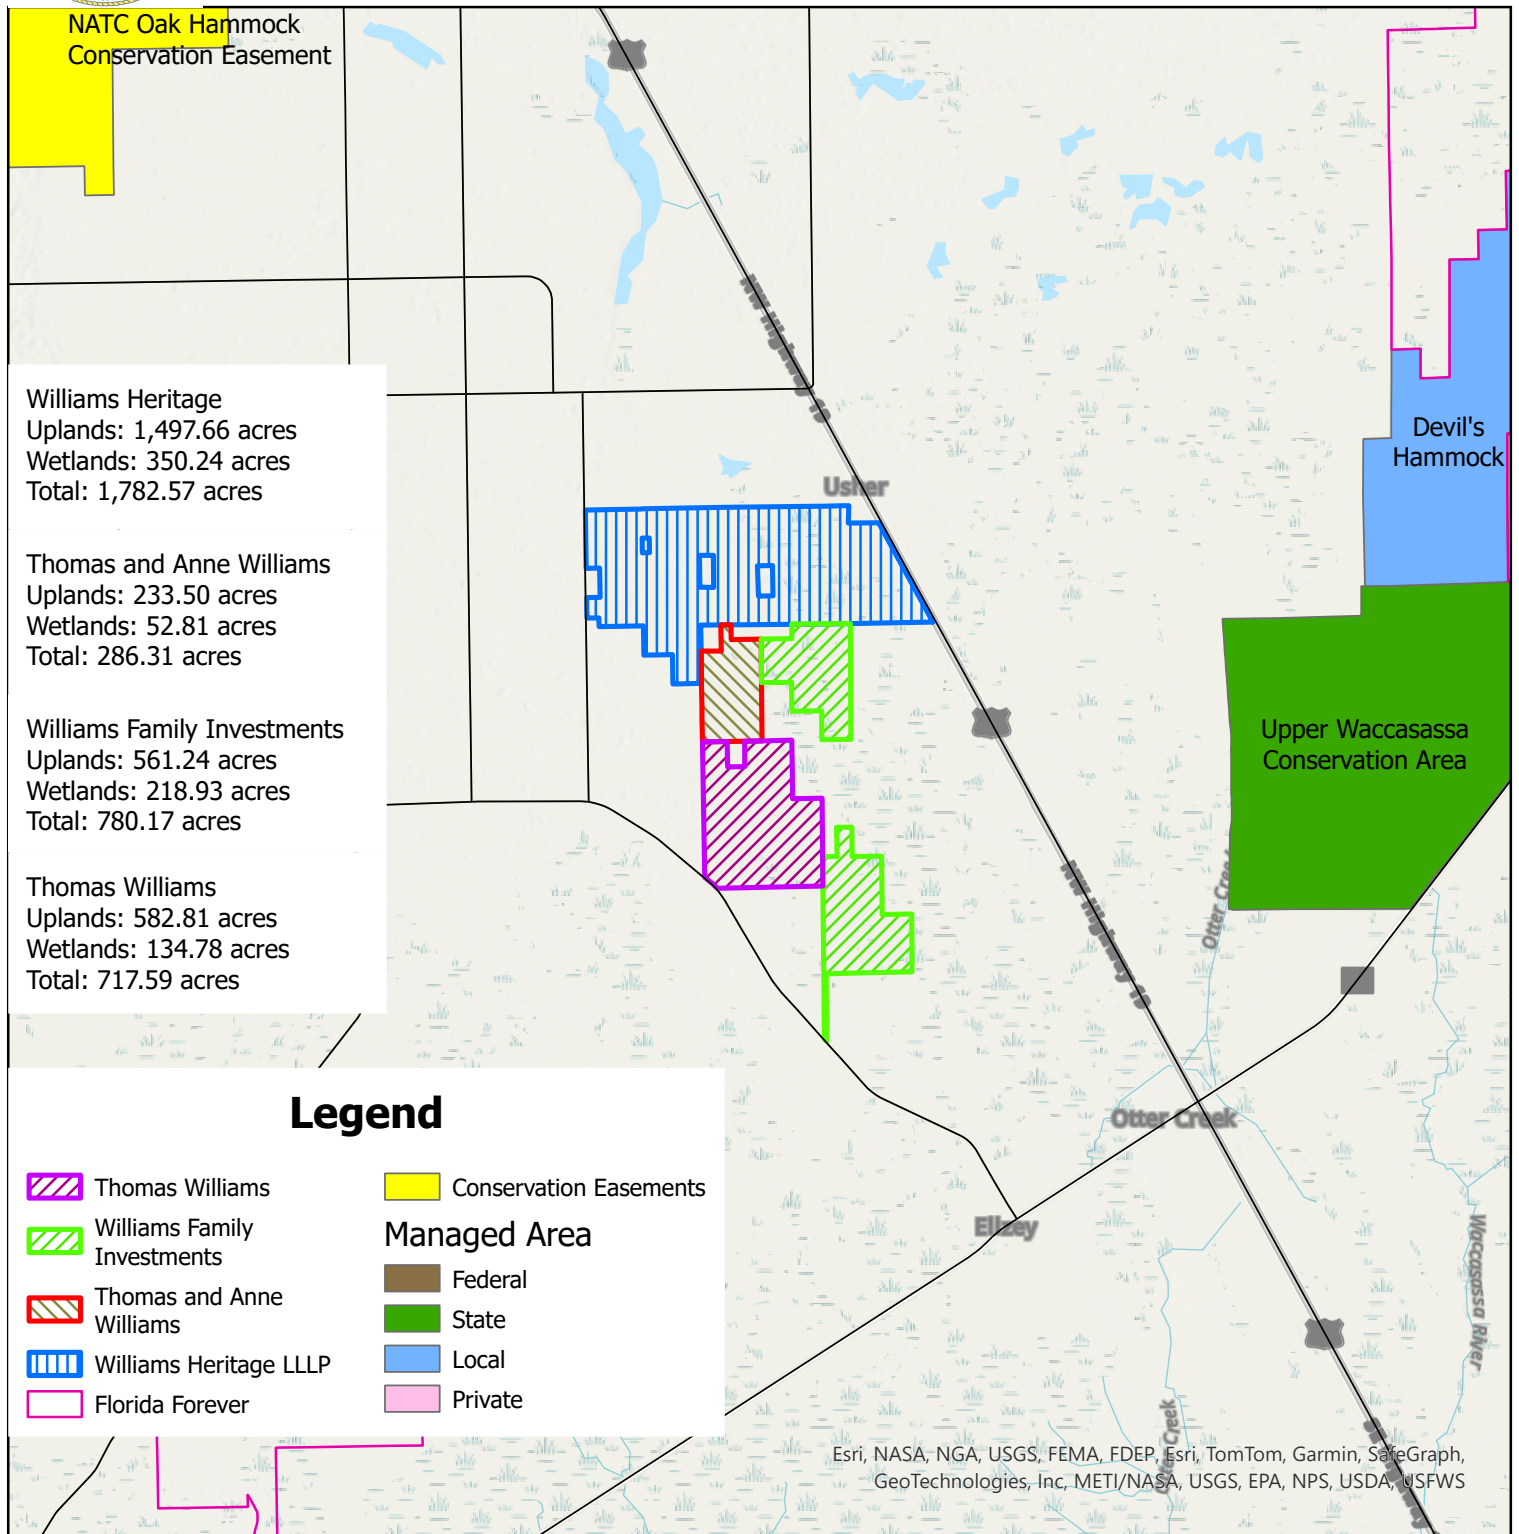 NATC Oak Hammock
Conservation Easement
Williams Heritage
Uplands: 1,497.66 acres
Wetlands: 350.24 acres
Total: 1,782.57 acres
Thomas and Anne Williams
Uplands: 233.50 acres
Wetlands: 52.81 acres
Total: 286.31 acres
Williams Family Investments
Uplands: 561.24 acres
Wetlands: 218.93 acres
Total: 780.17 acres
Thomas Williams
Uplands: 582.81 acres
Wetlands: 134.78 acres
Total: 717.59 acres
Usher
Devil's
Hammock
Upper Waccasassa
Conservation Area
Otter Creek
Otter Creek
Ellzey
Waccasassa River
Otter Creek
Legend
Thomas Williams
Williams Family
Investments
Thomas and Anne
Williams
Williams Heritage LLLP
Florida Forever
Conservation Easements
Managed Area
Federal
State
Local
Private
Esri, NASA, NGA, USGS, FEMA, FDEP, Esri, TomTom, Garmin, SafeGraph,
GeoTechnologies, Inc, METI/NASA, USGS, EPA, NPS, USDA, USFWS